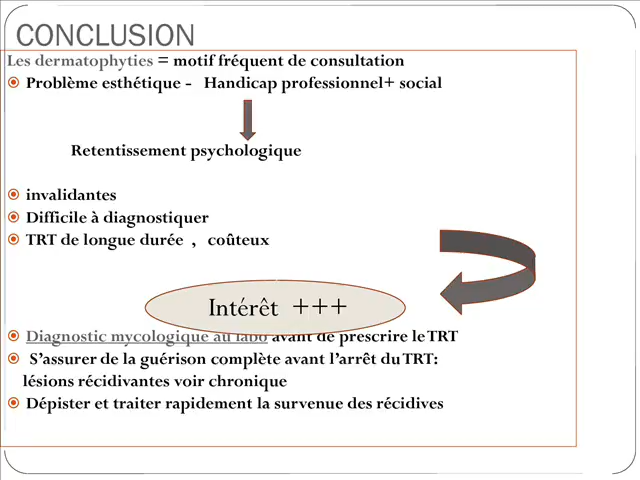 CONCLUSION
Les dermatophyties = motif fréquent de consultation
Problème esthétique - Handicap professionnel+ social
Retentissement psychologique
invalidantes
Difficile à diagnostiquer
TRT de longue durée , coûteux
Intérêt +++
Diagnostic mycologique au labo avant de prescrire le TRT
S'assurer de la guérison complète avant l'arrêt du TRT:
lésions récidivantes voir chronique
Dépister et traiter rapidement la survenue des récidives